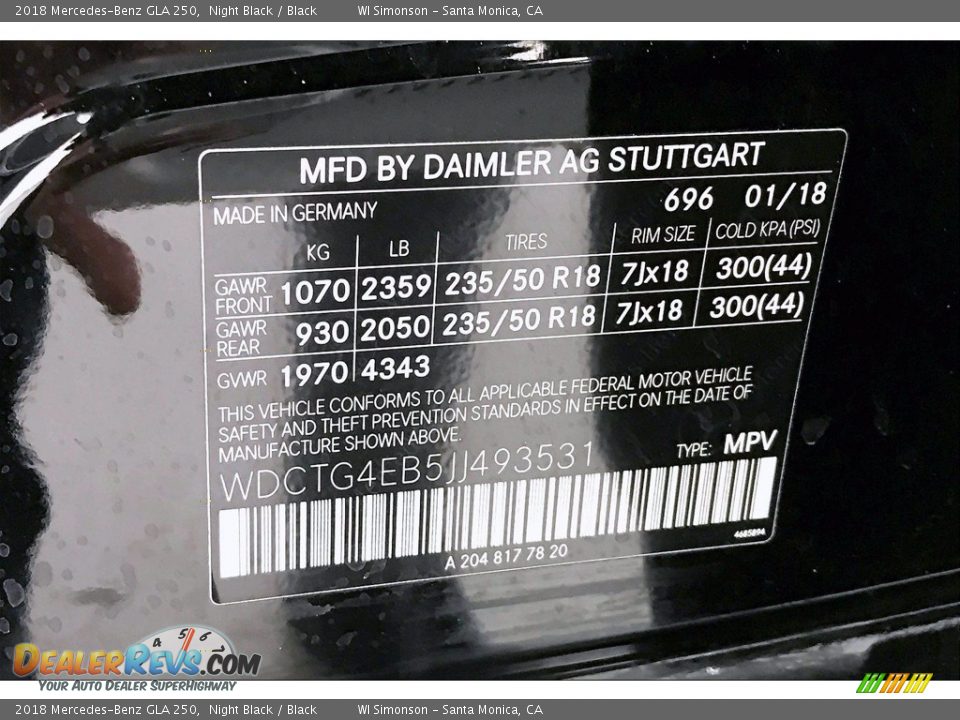 2018 Mercedes-Benz GLA 250, Night Black / Black WI Simonson - Santa Monica, CA
MFD BY DAIMLER AG STUTTGART
696 01/18
MADE IN GERMANY
KG LB TIRES RIM SIZE COLD KPA (PSI)
GAWR FRONT 1070 2359 235/50 R18 7Jx18 300(44)
GAWR REAR 930 2050 235/50 R18 7Jx18 300(44)
GVWR 1970 4343
THIS VEHICLE CONFORMS TO ALL APPLICABLE FEDERAL MOTOR VEHICLE
SAFETY AND THEFT PREVENTION STANDARDS IN EFFECT ON THE DATE OF
MANUFACTURE SHOWN ABOVE.
TYPE: MPV
WDCTG4EB5JJ493531
A 204 817 78 20
4685894
4 5 6
DEALERREVS.COM
YOUR AUTO DEALER SUPERHIGHWAY
2018 Mercedes-Benz GLA 250, Night Black / Black WI Simonson - Santa Monica, CA